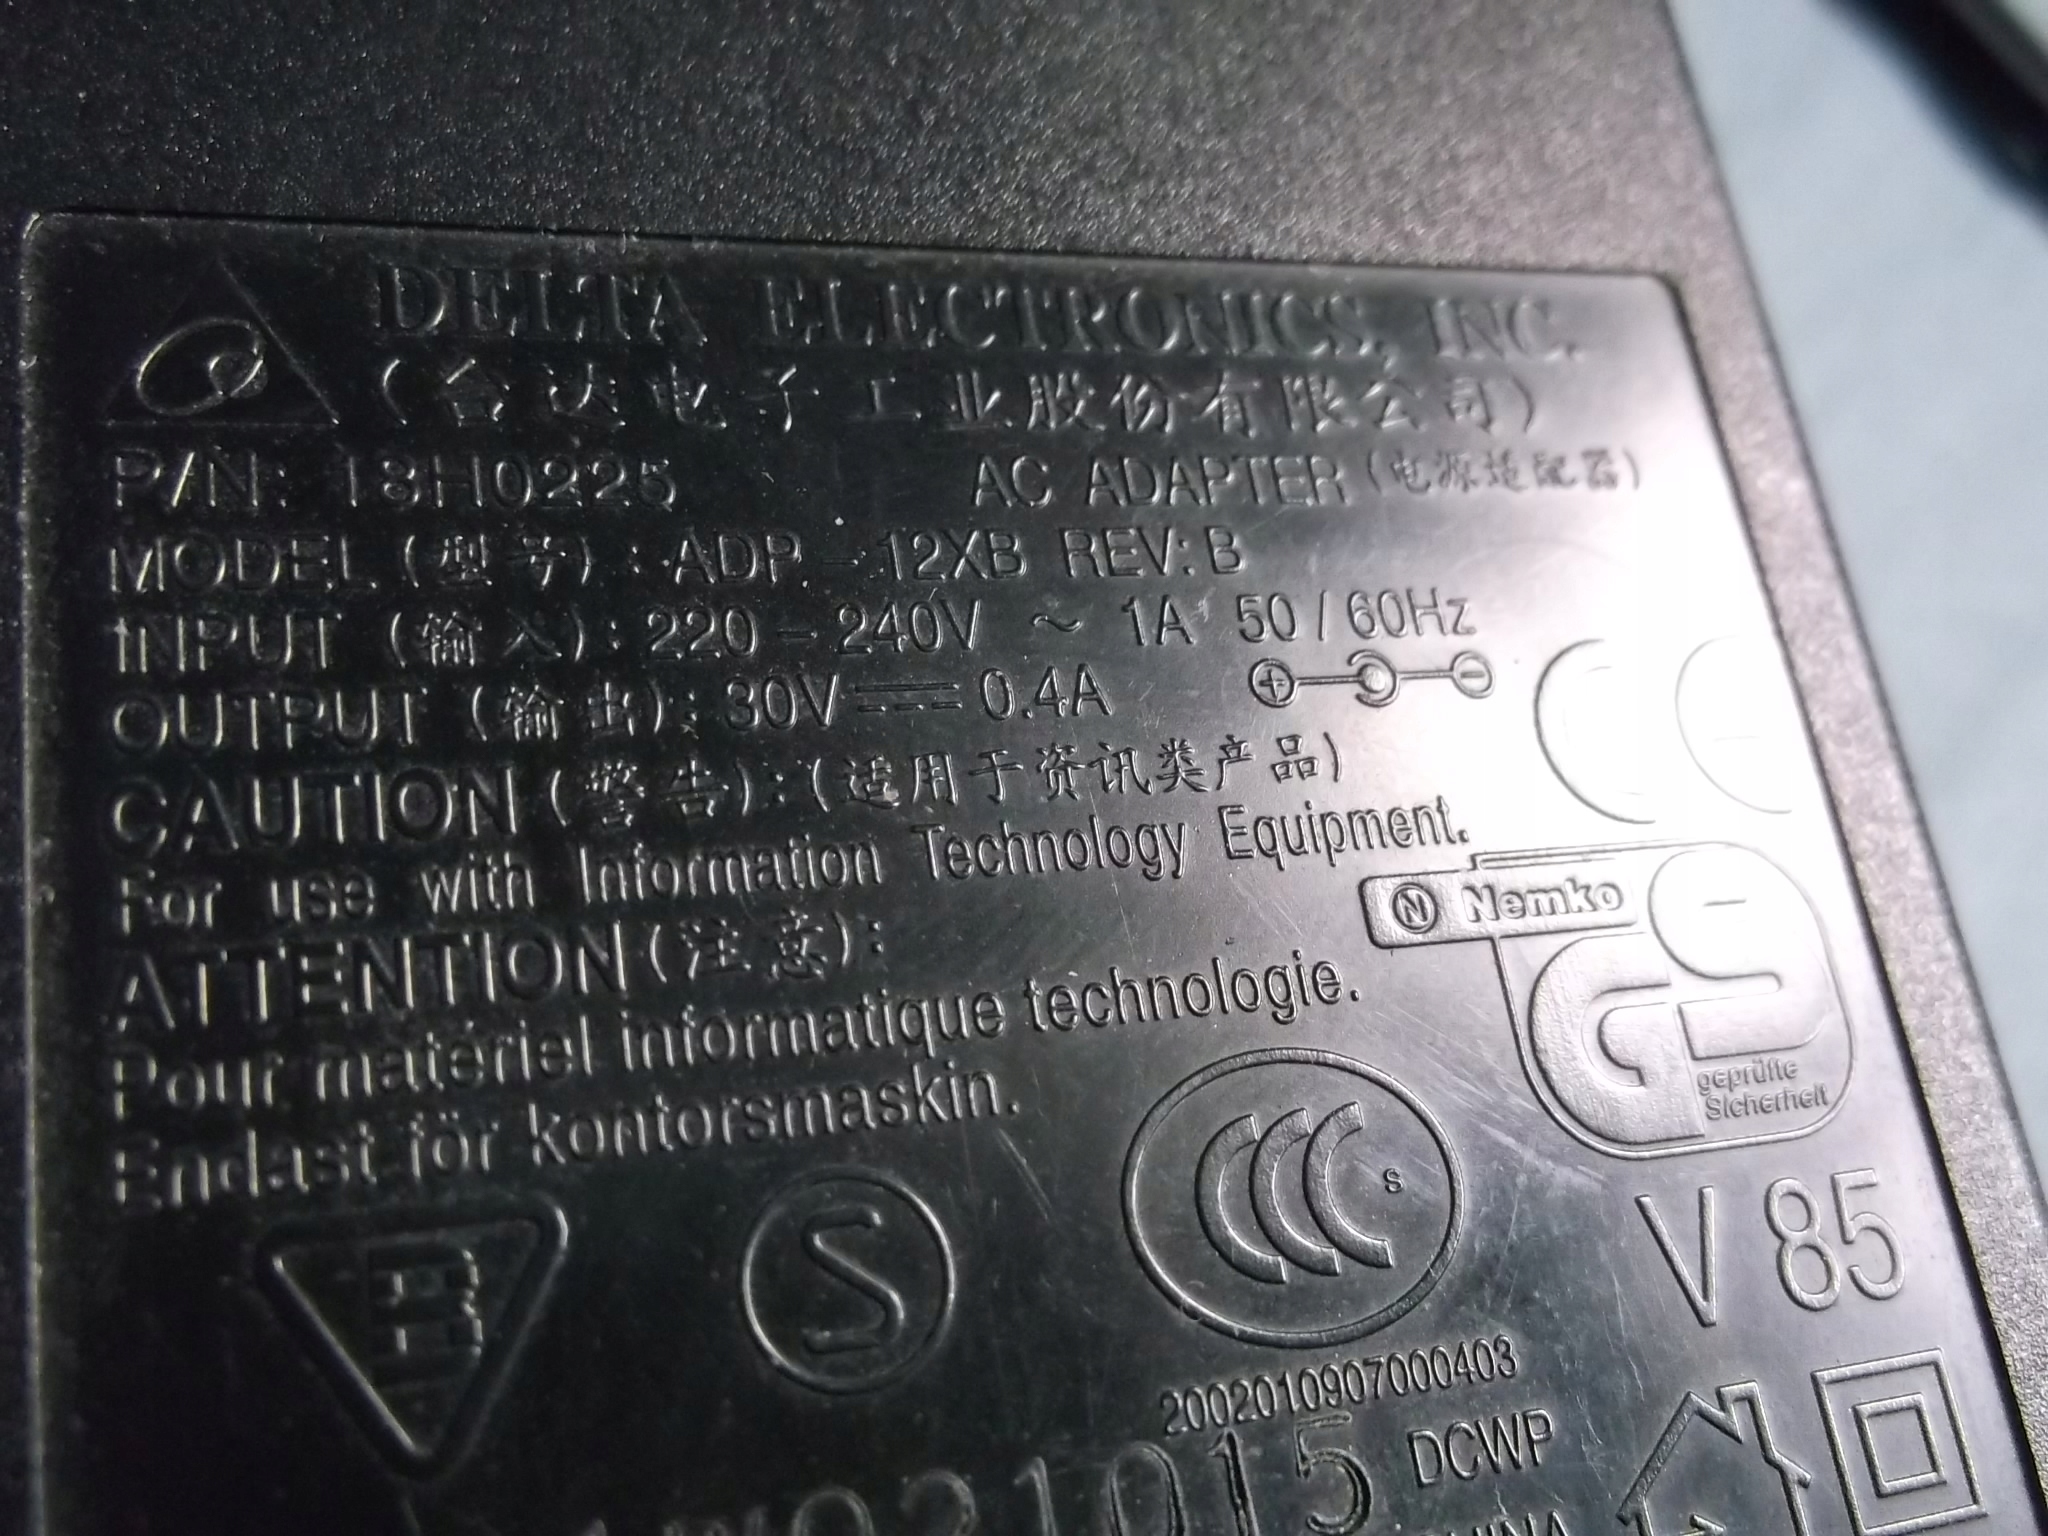 DELTA ELECTRONICS, INC.
(台达电子工业股份有限公司)
P/N: 18H0225 AC ADAPTER (电源适配器)
MODEL (型号) : ADP - 12XB REV: B
INPUT (输入) : 220 - 240V ~ 1A 50 / 60Hz
OUTPUT (输出) : 30V ⎓ 0.4A
CAUTION (警告) : (适用于资讯类产品)
For use with Information Technology Equipment.
ATTENTION (注意) :
Pour matériel informatique technologie.
Endast för kontorsmaskin.
CE
N Nemko
GS
geprüfte
Sicherheit
S
CCC S
V 85
2002010907000403
DCWP